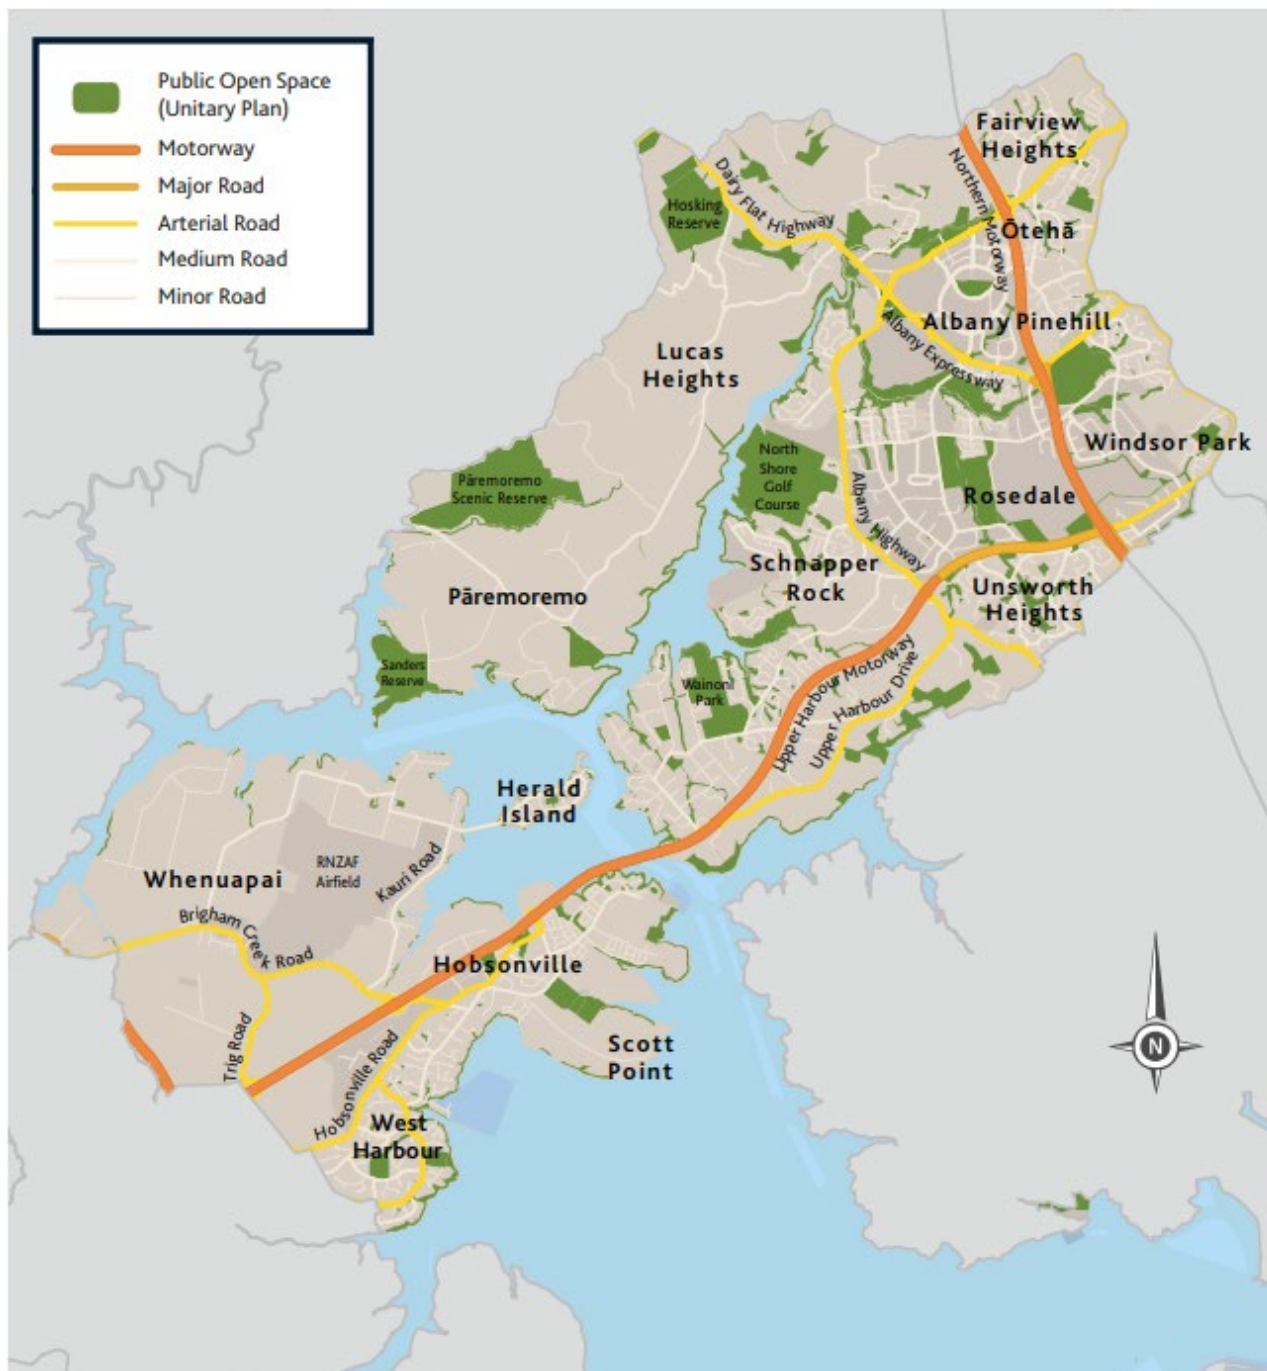 Public Open Space
(Unitary Plan)
Motorway
Major Road
Arterial Road
Medium Road
Minor Road
Fairview
Heights
Northern Motorway
Dairy Flat Highway
Hosking
Reserve
Ōtehā
Albany Pinehill
Albany Expressway
Lucas
Heights
Windsor Park
North
Shore
Golf
Course
Pāremoremo
Scenic Reserve
Rosedale
Albany Highway
Schnapper
Rock
Unsworth
Heights
Pāremoremo
Sanders
Reserve
Wainoni
Park
Upper Harbour Motorway
Upper Harbour Drive
Herald
Island
RNZAF
Airfield
Kauri Road
Whenuapai
Brigham Creek Road
Hobsonville
Trig Road
Scott
Point
Hobsonville Road
West
Harbour
N